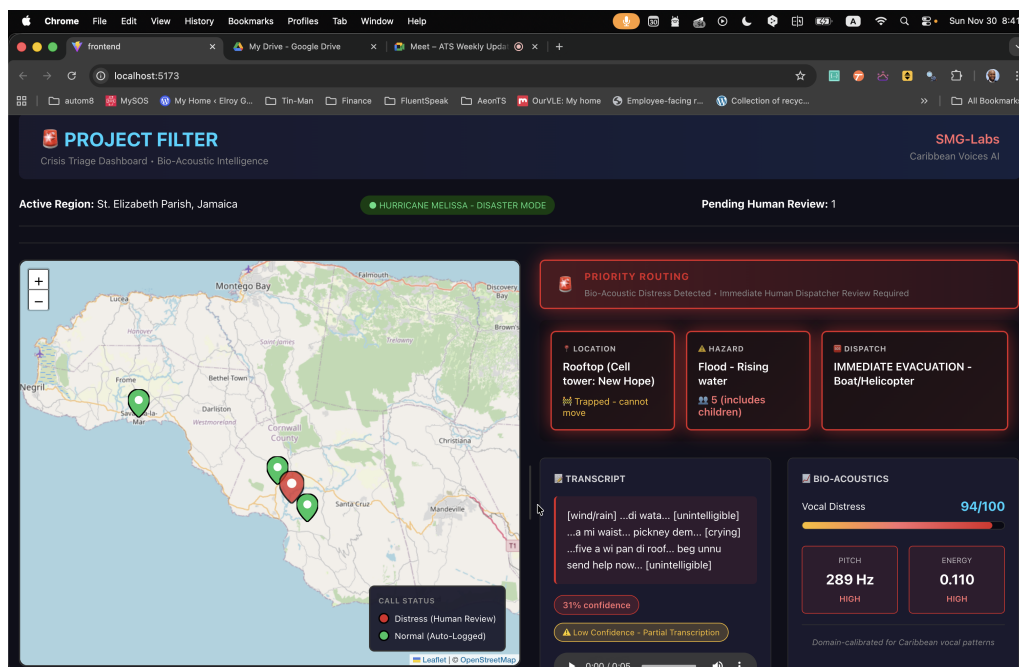 Chrome File Edit View History Bookmarks Profiles Tab Window Help
Sun Nov 30 8:41
frontend
My Drive - Google Drive
Meet – ATS Weekly Upda
localhost:5173
autom8
MySOS
My Home ‹ Elroy G...
Tin-Man
Finance
FluentSpeak
AeonTS
OurVLE: My home
Employee-facing r...
Collection of recyc...
»
All Bookmark
PROJECT FILTER
Crisis Triage Dashboard • Bio-Acoustic Intelligence
SMG-Labs
Caribbean Voices AI
Active Region: St. Elizabeth Parish, Jamaica
HURRICANE MELISSA - DISASTER MODE
Pending Human Review: 1
+
−
Montego Bay
Falmouth
Discovery
Bay
Lucea
Brown's
Hanover
Saint James
Trelawny
Negril
Frome
Bethel Town
Savanna-la-
Mar
Darliston
Westmoreland
Cornwall
County
Christiana
Santa Cruz
Mandeville
T1
CALL STATUS
Distress (Human Review)
Normal (Auto-Logged)
Leaflet | © OpenStreetMap
PRIORITY ROUTING
Bio-Acoustic Distress Detected • Immediate Human Dispatcher Review Required
LOCATION
Rooftop (Cell
tower: New Hope)
Trapped - cannot
move
HAZARD
Flood - Rising
water
5 (includes
children)
DISPATCH
IMMEDIATE EVACUATION -
Boat/Helicopter
TRANSCRIPT
[wind/rain] ...di wata... [unintelligible]
...a mi waist... pickney dem... [crying]
...five a wi pan di roof... beg unnu
send help now... [unintelligible]
31% confidence
Low Confidence - Partial Transcription
0:00 / 0:05
BIO-ACOUSTICS
Vocal Distress 94/100
PITCH
289 Hz
HIGH
ENERGY
0.110
HIGH
Domain-calibrated for Caribbean vocal patterns